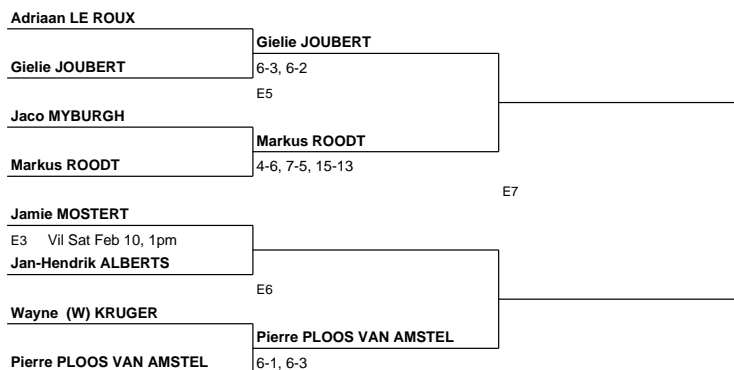 Adriaan LE ROUX
Gielie JOUBERT
Gielie JOUBERT
6-3, 6-2
E5
Jaco MYBURGH
Markus ROODT
Markus ROODT
4-6, 7-5, 15-13
E7
Jamie MOSTERT
E3 Vil Sat Feb 10, 1pm
Jan-Hendrik ALBERTS
E6
Wayne (W) KRUGER
Pierre PLOOS VAN AMSTEL
Pierre PLOOS VAN AMSTEL
6-1, 6-3